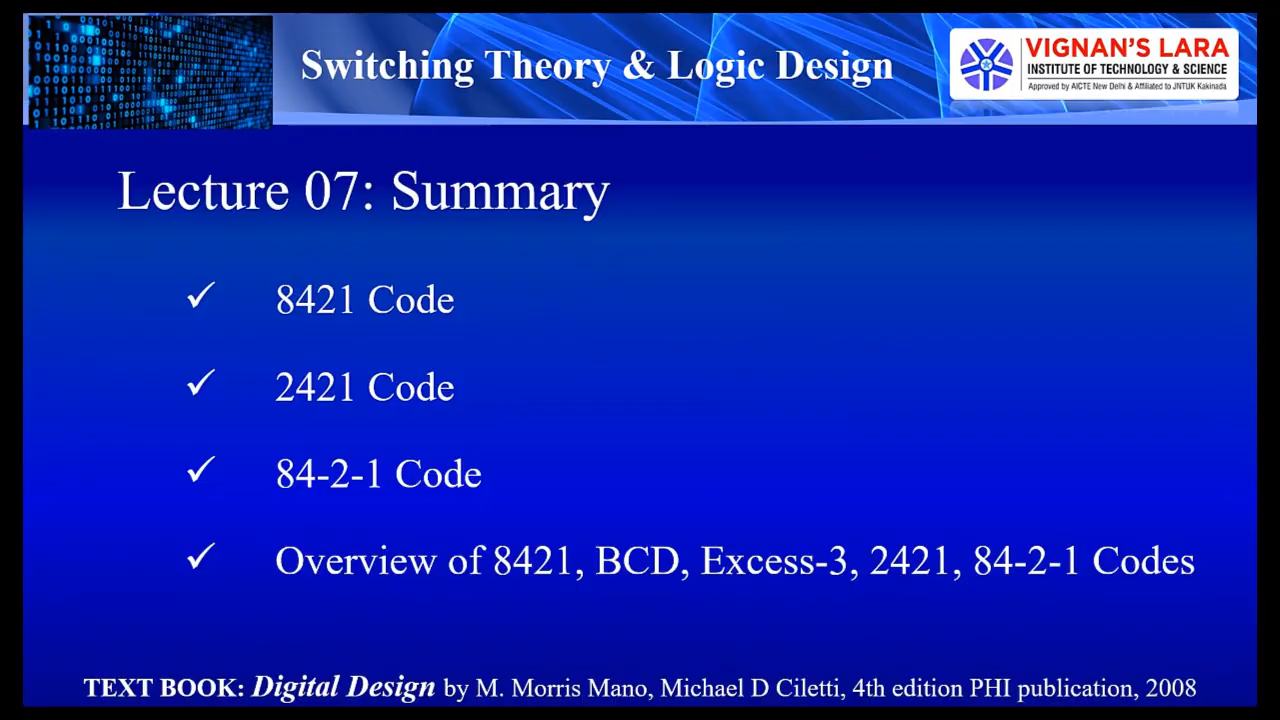 Switching Theory & Logic Design
VIGNAN'S LARA
INSTITUTE OF TECHNOLOGY & SCIENCE
Approved by AICTE New Delhi & Affiliated to JNTUK Kakinada
Lecture 07: Summary
✓ 8421 Code
✓ 2421 Code
✓ 84-2-1 Code
✓ Overview of 8421, BCD, Excess-3, 2421, 84-2-1 Codes
TEXT BOOK: Digital Design by M. Morris Mano, Michael D Ciletti, 4th edition PHI publication, 2008